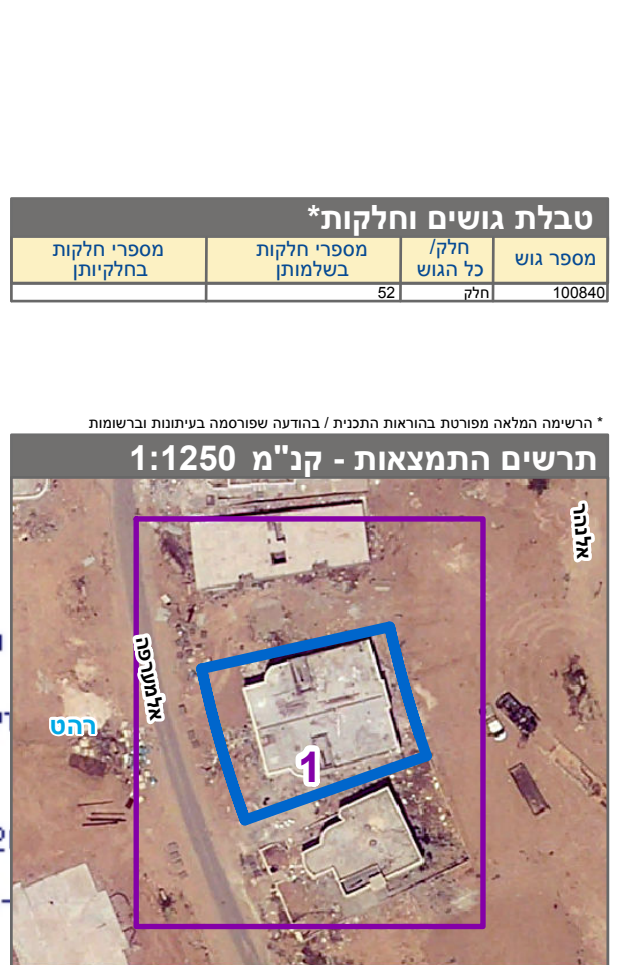 טבלת גושים וחלקות*
מספר גוש
חלק/
כל הגוש
מספרי חלקות
בשלמותן
מספרי חלקות
בחלקיותן
100840 חלק 52
* הרשימה המלאה מפורטת בהוראות התכנית / בהודעה שפורסמה בעיתונות וברשומות
תרשים התמצאות - קנ"מ 1:1250
אלנהר
אלמערפה
רהט
1